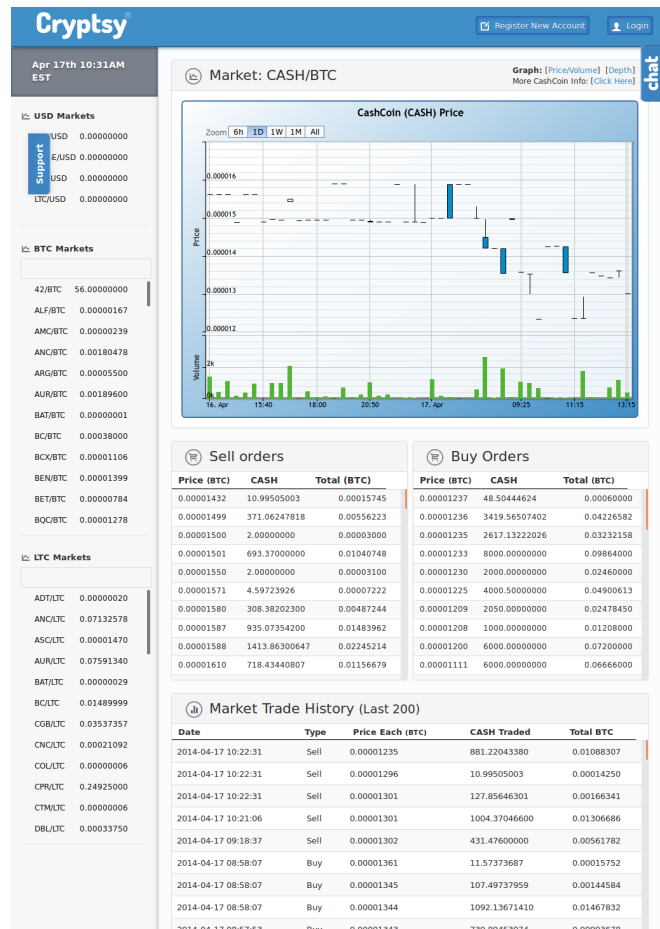 Cryptsy
Register New Account
Login
Apr 17th 10:31AM
EST
chat
Support
USD Markets
/USD 0.00000000
E/USD 0.00000000
USD 0.00000000
LTC/USD 0.00000000
BTC Markets
42/BTC 56.00000000
ALF/BTC 0.00000167
AMC/BTC 0.00000239
ANC/BTC 0.00180478
ARG/BTC 0.00005500
AUR/BTC 0.00189600
BAT/BTC 0.00000001
BC/BTC 0.00038000
BCX/BTC 0.00001106
BEN/BTC 0.00001399
BET/BTC 0.00000784
BQC/BTC 0.00001278
LTC Markets
ADT/LTC 0.00000020
ANC/LTC 0.07132578
ASC/LTC 0.00001470
AUR/LTC 0.07591340
BAT/LTC 0.00000029
BC/LTC 0.01489999
CGB/LTC 0.03537357
CNC/LTC 0.00021092
COL/LTC 0.00000006
CPR/LTC 0.24925000
CTM/LTC 0.00000006
DBL/LTC 0.00033750
Market: CASH/BTC
Graph: [Price/Volume] [Depth]
More CashCoin Info: [Click Here]
CashCoin (CASH) Price
Zoom 6h 1D 1W 1M All
Price
0.000016
0.000015
0.000014
0.000013
0.000012
Volume
2k
0k
16. Apr 15:40 18:00 20:50 17. Apr 09:25 11:15 13:15
Sell orders
Price (BTC) CASH Total (BTC)
0.00001432 10.99505003 0.00015745
0.00001499 371.06247818 0.00556223
0.00001500 2.00000000 0.00003000
0.00001501 693.37000000 0.01040748
0.00001550 2.00000000 0.00003100
0.00001571 4.59723926 0.00007222
0.00001580 308.38202300 0.00487244
0.00001587 935.07354200 0.01483962
0.00001588 1413.86300647 0.02245214
0.00001610 718.43440807 0.01156679
Buy Orders
Price (BTC) CASH Total (BTC)
0.00001237 48.50444624 0.00060000
0.00001236 3419.56507402 0.04226582
0.00001235 2617.13222026 0.03232158
0.00001233 8000.00000000 0.09864000
0.00001230 2000.00000000 0.02460000
0.00001225 4000.50000000 0.04900613
0.00001209 2050.00000000 0.02478450
0.00001208 1000.00000000 0.01208000
0.00001200 6000.00000000 0.07200000
0.00001111 6000.00000000 0.06666000
Market Trade History (Last 200)
Date Type Price Each (BTC) CASH Traded Total BTC
2014-04-17 10:22:31 Sell 0.00001235 881.22043380 0.01088307
2014-04-17 10:22:31 Sell 0.00001296 10.99505003 0.00014250
2014-04-17 10:22:31 Sell 0.00001301 127.85646301 0.00166341
2014-04-17 10:21:06 Sell 0.00001301 1004.37046600 0.01306686
2014-04-17 09:18:37 Sell 0.00001302 431.47600000 0.00561782
2014-04-17 08:58:07 Buy 0.00001361 11.57373687 0.00015752
2014-04-17 08:58:07 Buy 0.00001345 107.49737959 0.00144584
2014-04-17 08:58:07 Buy 0.00001344 1092.13671410 0.01467832